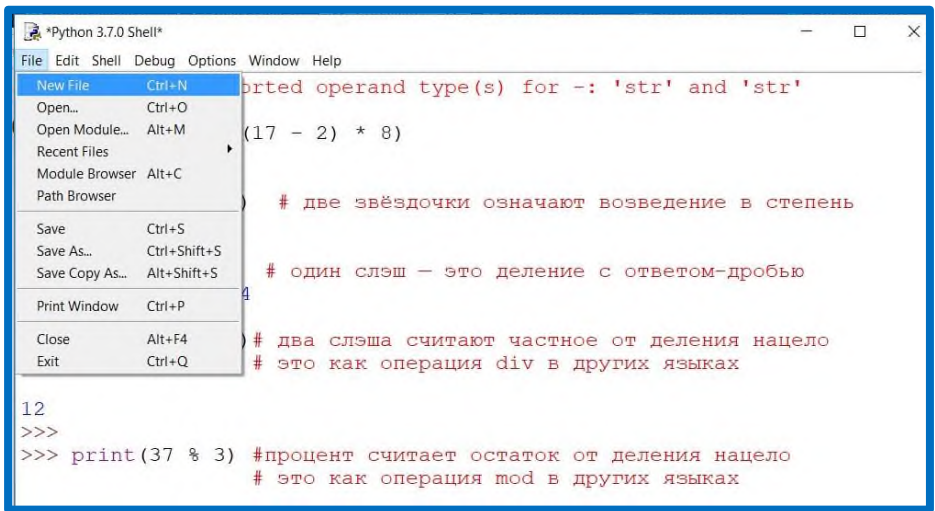 *Python 3.7.0 Shell*
File Edit Shell Debug Options Window Help
New File Ctrl+N
Open... Ctrl+O
Open Module... Alt+M
Recent Files
Module Browser Alt+C
Path Browser
Save Ctrl+S
Save As... Ctrl+Shift+S
Save Copy As... Alt+Shift+S
Print Window Ctrl+P
Close Alt+F4
Exit Ctrl+Q
orted operand type(s) for -: 'str' and 'str'
(17 - 2) * 8)
) # две звёздочки означают возведение в степень
# один слэш — это деление с ответом-дробью
4
)# два слэша считают частное от деления нацело
# это как операция div в других языках
12
>>>
>>> print(37 % 3) #процент считает остаток от деления нацело
# это как операция mod в других языках